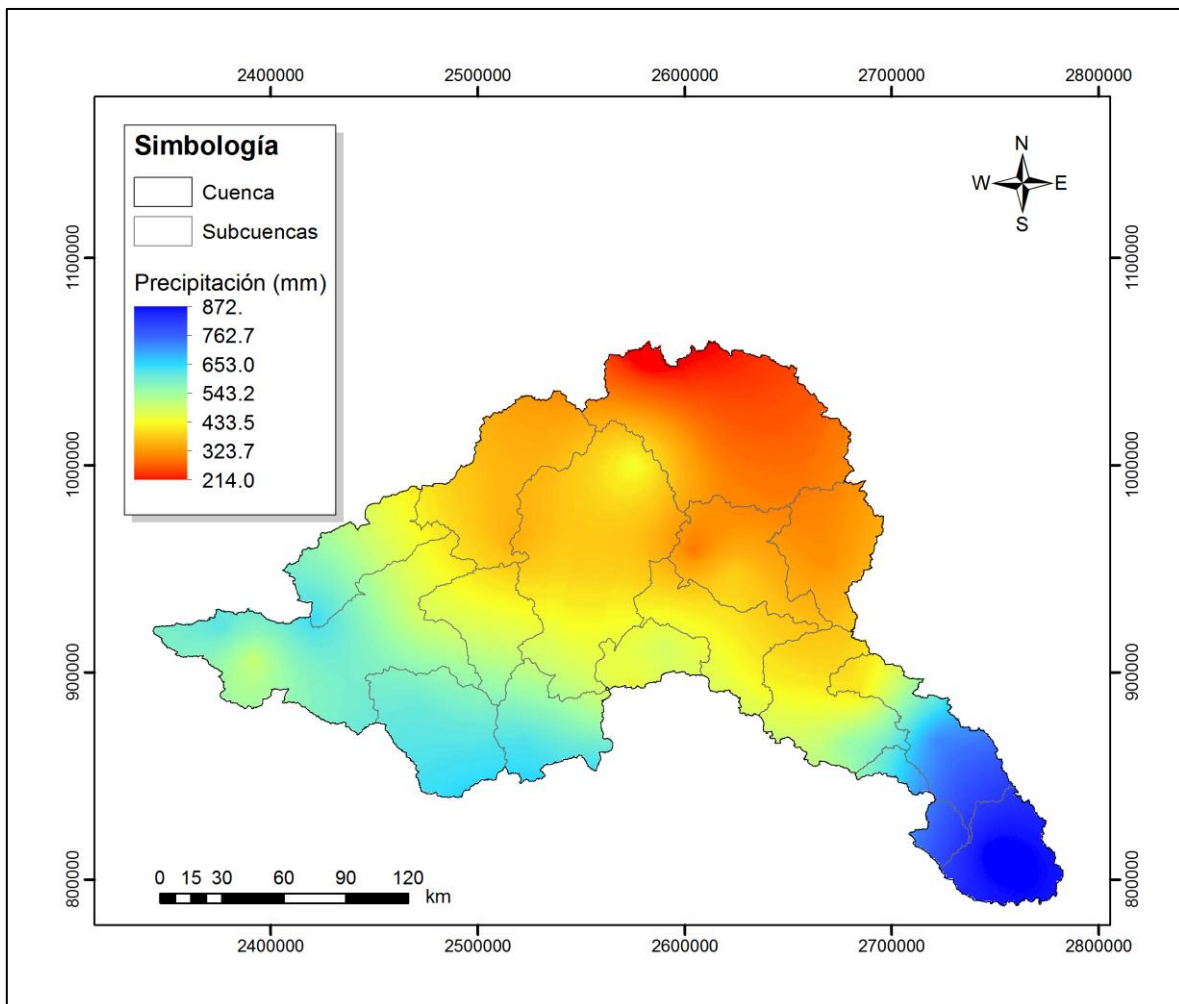 2400000 2500000 2600000 2700000 2800000
Simbología
Cuenca
Subcuencas
Precipitación (mm)
872.
762.7
653.0
543.2
433.5
323.7
214.0
N
W E
S
1100000 1100000
1000000 1000000
900000 900000
800000 800000
0 15 30 60 90 120
km
2400000 2500000 2600000 2700000 2800000